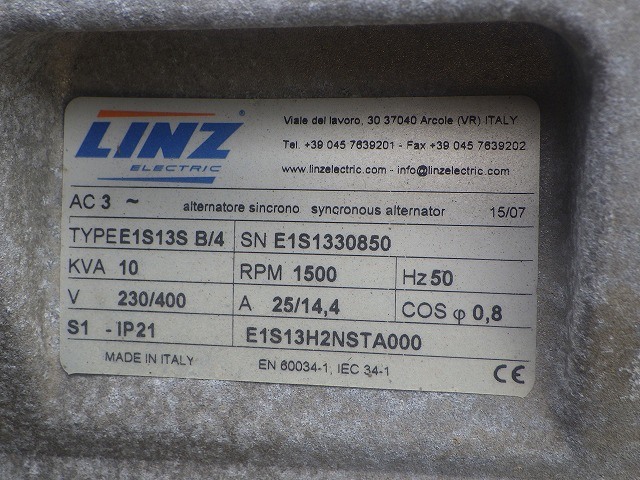 LINZ®
ELECTRIC
Viale del lavoro, 30 37040 Arcole (VR) ITALY
Tel. +39 045 7639201 - Fax +39 045 7639202
www.linzelectric.com - info@linzelectric.com
AC 3 ~ alternatore sincrono syncronous alternator 15/07
TYPE E1S13S B/4 SN E1S1330850
KVA 10 RPM 1500 Hz 50
V 230/400 A 25/14,4 COS φ 0,8
S1 - IP21 E1S13H2NSTA000
MADE IN ITALY EN 60034-1, IEC 34-1 CE